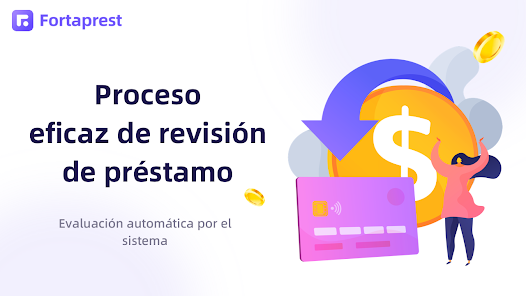 Fortaprest
Proceso
eficaz de revisión
de préstamo
Evaluación automática por el
sistema
$